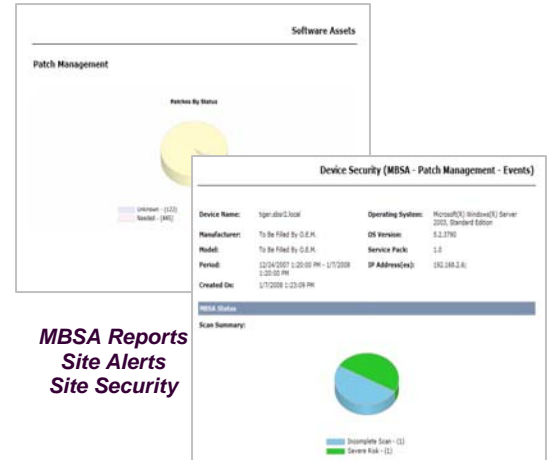 Software Assets
Patch Management
Patches By Status
Unknown - (122)
Needed - [445]
Device Security (MBSA - Patch Management - Events)
Device Name: tiger.sbsr2.local Operating System: Microsoft(R) Windows(R) Server 2003, Standard Edition
Manufacturer: To Be Filled By O.E.M. OS Version: 5.2.3790
Model: To Be Filled By O.E.M. Service Pack: 1.0
Period: 12/24/2007 1:20:00 PM - 1/7/2008 1:20:00 PM IP Address(es): 192.168.2.6;
Created On: 1/7/2008 1:23:09 PM
MBSA Status
Scan Summary:
Incomplete Scan - (1)
Severe Risk - (1)
MBSA Reports
Site Alerts
Site Security